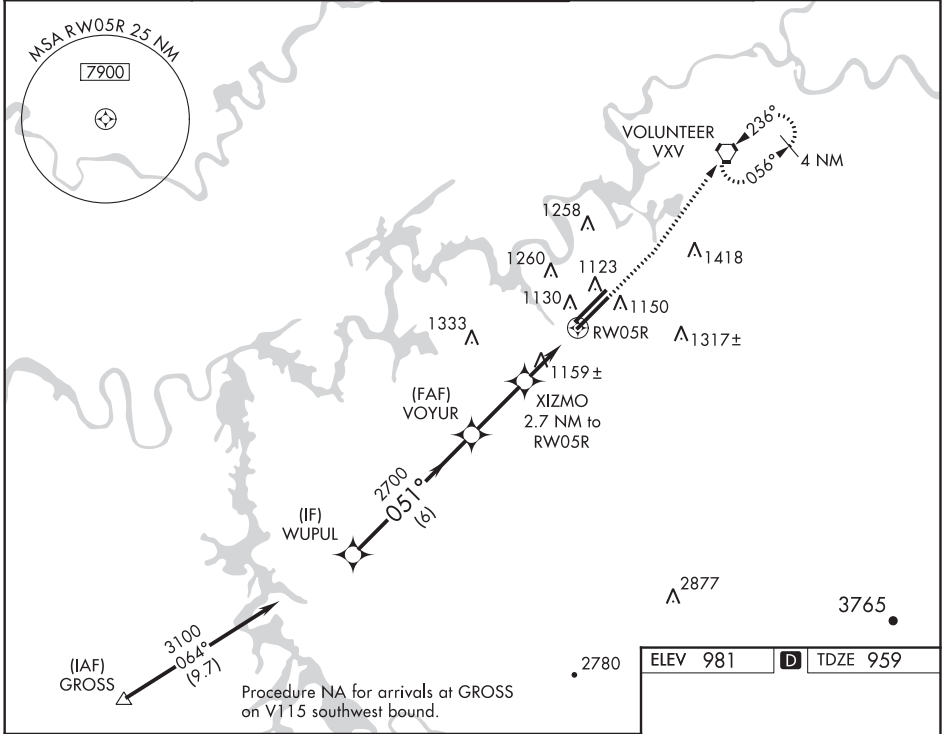 MSA RW05R 25 NM
7900
VOLUNTEER
VXV
236°
056°
4 NM
1258
1418
1260
1123
1130
1150
RW05R
1333
1317±
1159±
(FAF)
VOYUR
XIZMO
2.7 NM to
RW05R
2700
051°
(6)
(IF)
WUPUL
2877
3765
3100
064°
(9.7)
(IAF)
GROSS
2780
Procedure NA for arrivals at GROSS
on V115 southwest bound.
ELEV 981 D TDZE 959